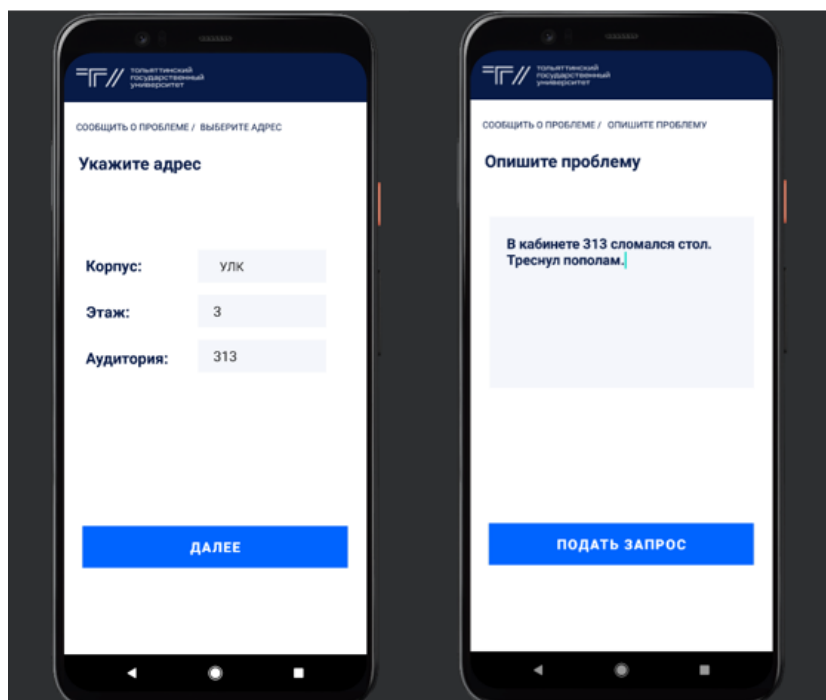 тольяттинский
государственный
университет
СООБЩИТЬ О ПРОБЛЕМЕ / ВЫБЕРИТЕ АДРЕС
Укажите адрес
Корпус: УЛК
Этаж: 3
Аудитория: 313
ДАЛЕЕ
тольяттинский
государственный
университет
СООБЩИТЬ О ПРОБЛЕМЕ / ОПИШИТЕ ПРОБЛЕМУ
Опишите проблему
В кабинете 313 сломался стол.
Треснул пополам.
ПОДАТЬ ЗАПРОС